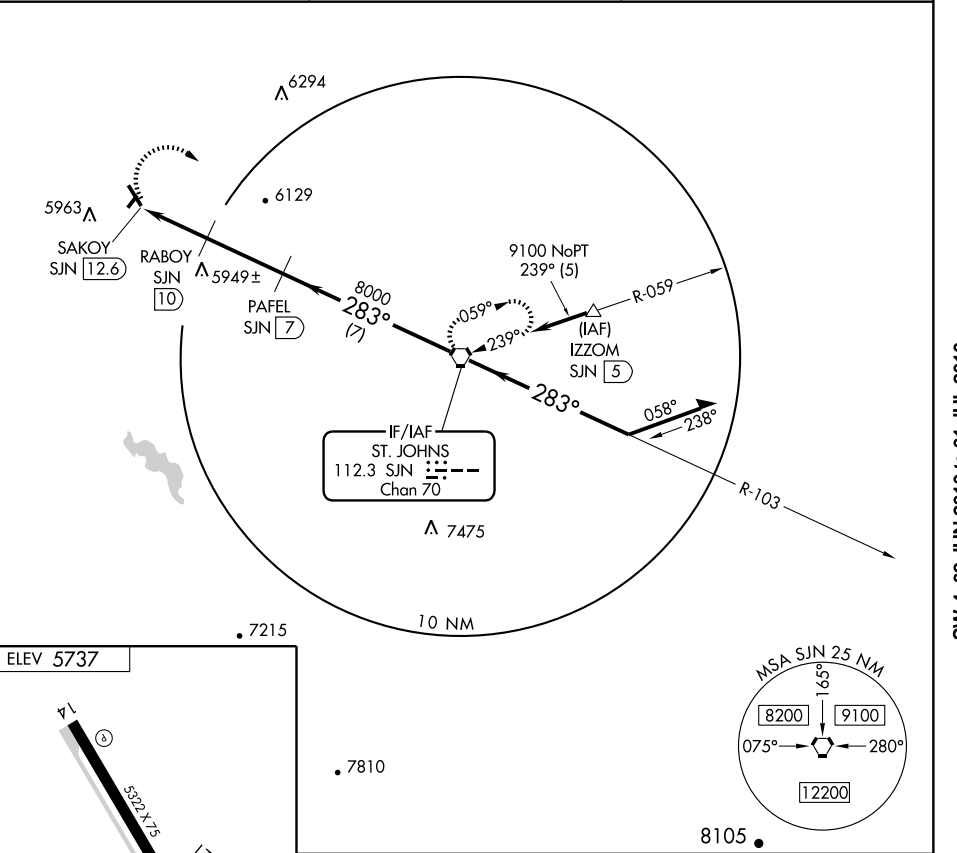 6294
6129
5963
SAKOY
SJN 12.6
RABOY
SJN
10
5949±
PAFEL
SJN 7
8000
283°
(7)
059°
239°
9100 NoPT
239° (5)
R-059
(IAF)
IZZOM
SJN 5
283°
058°
238°
R-103
IF/IAF
ST. JOHNS
112.3 SJN
Chan 70
7475
10 NM
7215
ELEV 5737
14
P
5322 X 75
7810
MSA SJN 25 NM
165°
8200
9100
075°
280°
12200
8105